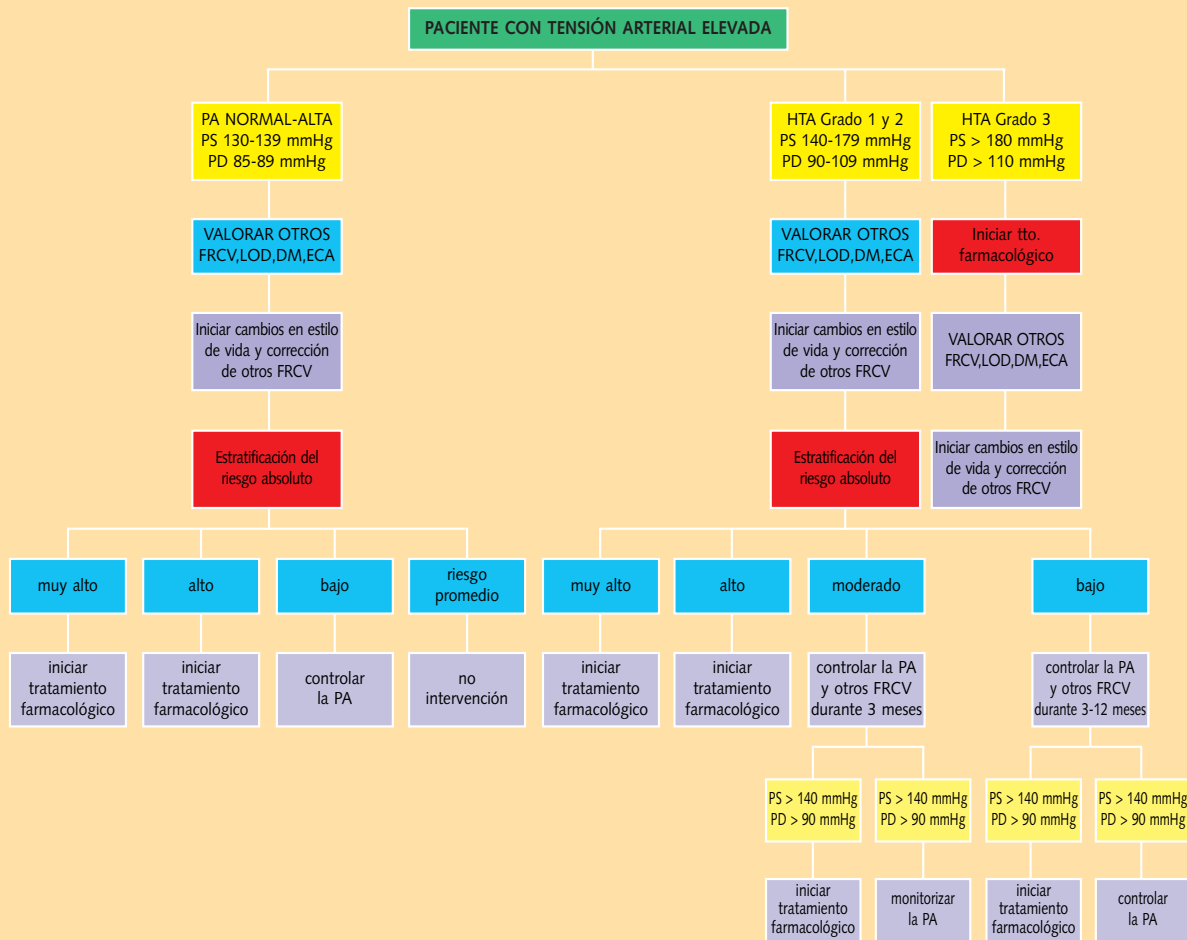 PACIENTE CON TENSIÓN ARTERIAL ELEVADA
PA NORMAL-ALTA
PS 130-139 mmHg
PD 85-89 mmHg
HTA Grado 1 y 2
PS 140-179 mmHg
PD 90-109 mmHg
HTA Grado 3
PS > 180 mmHg
PD > 110 mmHg
VALORAR OTROS
FRCV,LOD,DM,ECA
VALORAR OTROS
FRCV,LOD,DM,ECA
Iniciar tto.
farmacológico
Iniciar cambios en estilo
de vida y corrección
de otros FRCV
Iniciar cambios en estilo
de vida y corrección
de otros FRCV
VALORAR OTROS
FRCV,LOD,DM,ECA
Estratificación del
riesgo absoluto
Estratificación del
riesgo absoluto
Iniciar cambios en estilo
de vida y corrección
de otros FRCV
muy alto
alto
bajo
riesgo
promedio
muy alto
alto
moderado
bajo
iniciar
tratamiento
farmacológico
iniciar
tratamiento
farmacológico
controlar
la PA
no
intervención
iniciar
tratamiento
farmacológico
iniciar
tratamiento
farmacológico
controlar la PA
y otros FRCV
durante 3 meses
controlar la PA
y otros FRCV
durante 3-12 meses
PS > 140 mmHg
PD > 90 mmHg
PS > 140 mmHg
PD > 90 mmHg
PS > 140 mmHg
PD > 90 mmHg
PS > 140 mmHg
PD > 90 mmHg
iniciar
tratamiento
farmacológico
monitorizar
la PA
iniciar
tratamiento
farmacológico
controlar
la PA